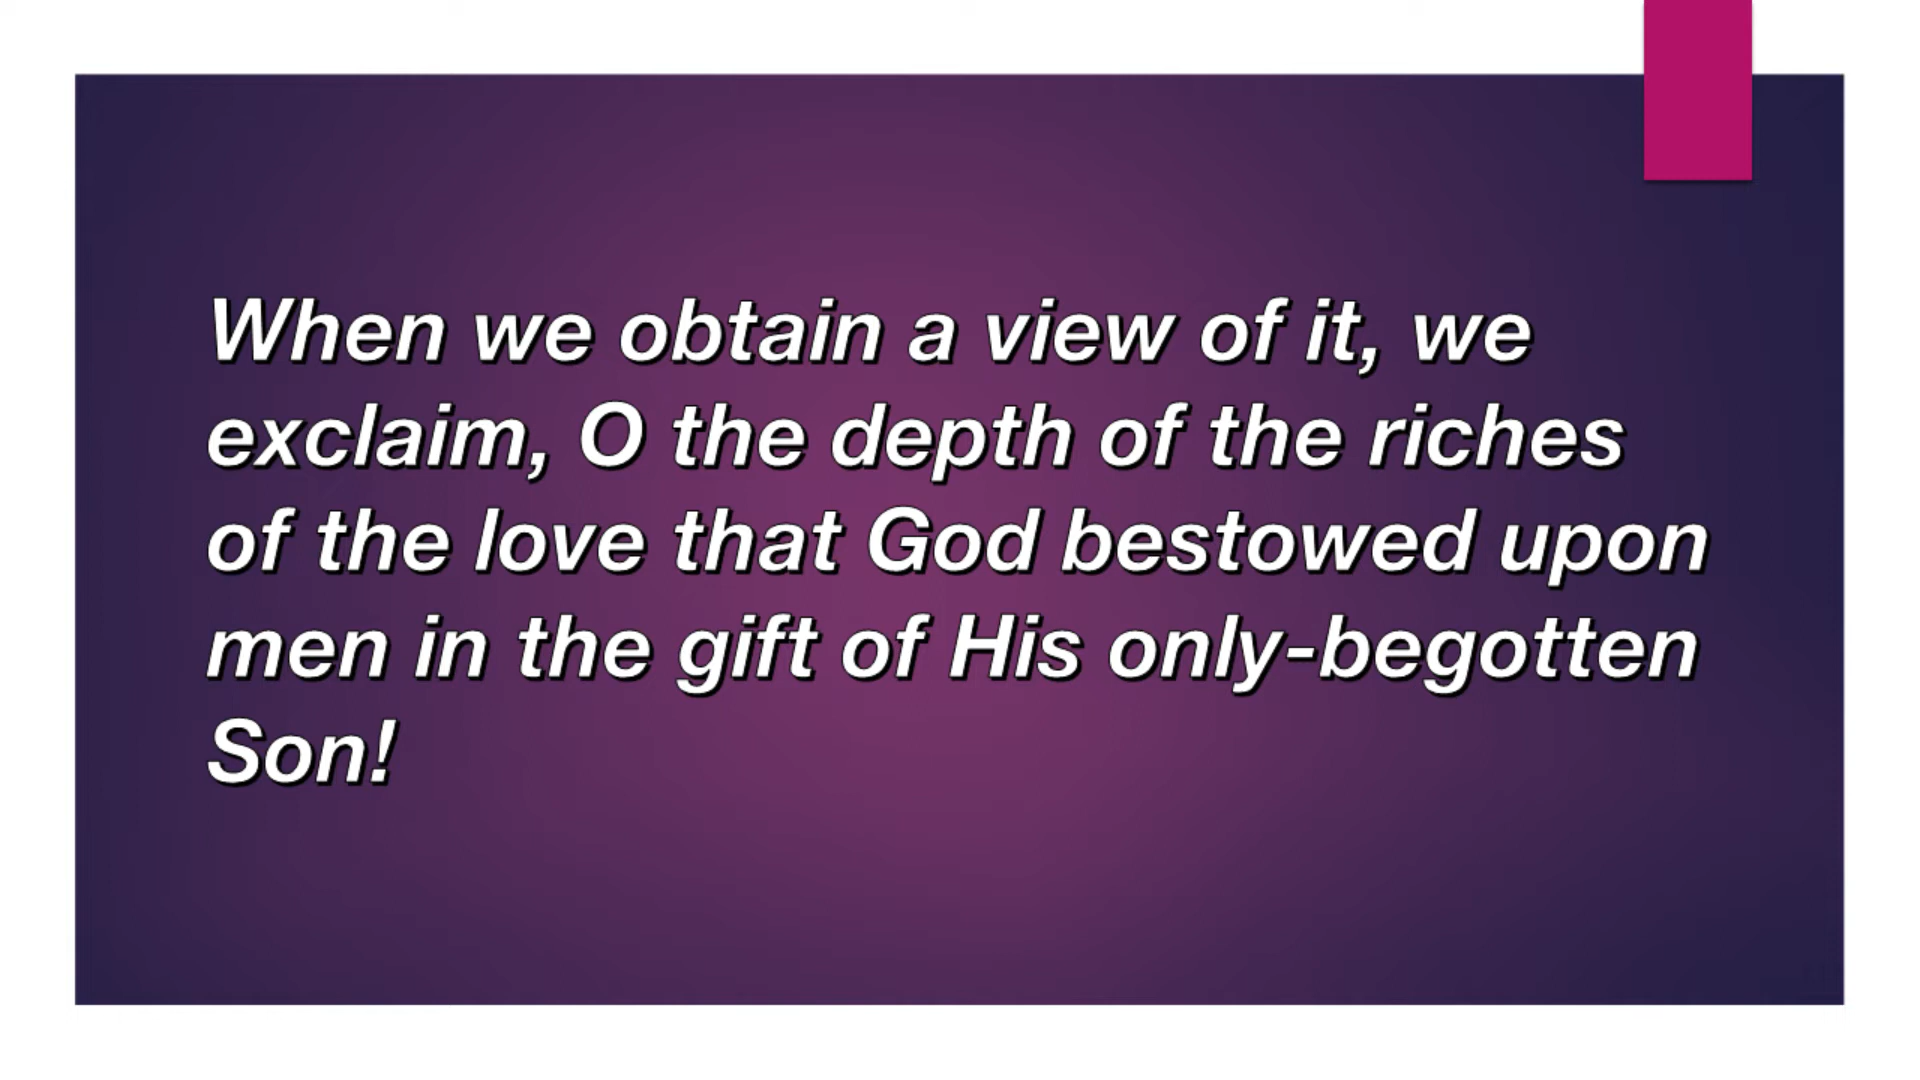 When we obtain a view of it, we
exclaim, O the depth of the riches
of the love that God bestowed upon
men in the gift of His only-begotten
Son!